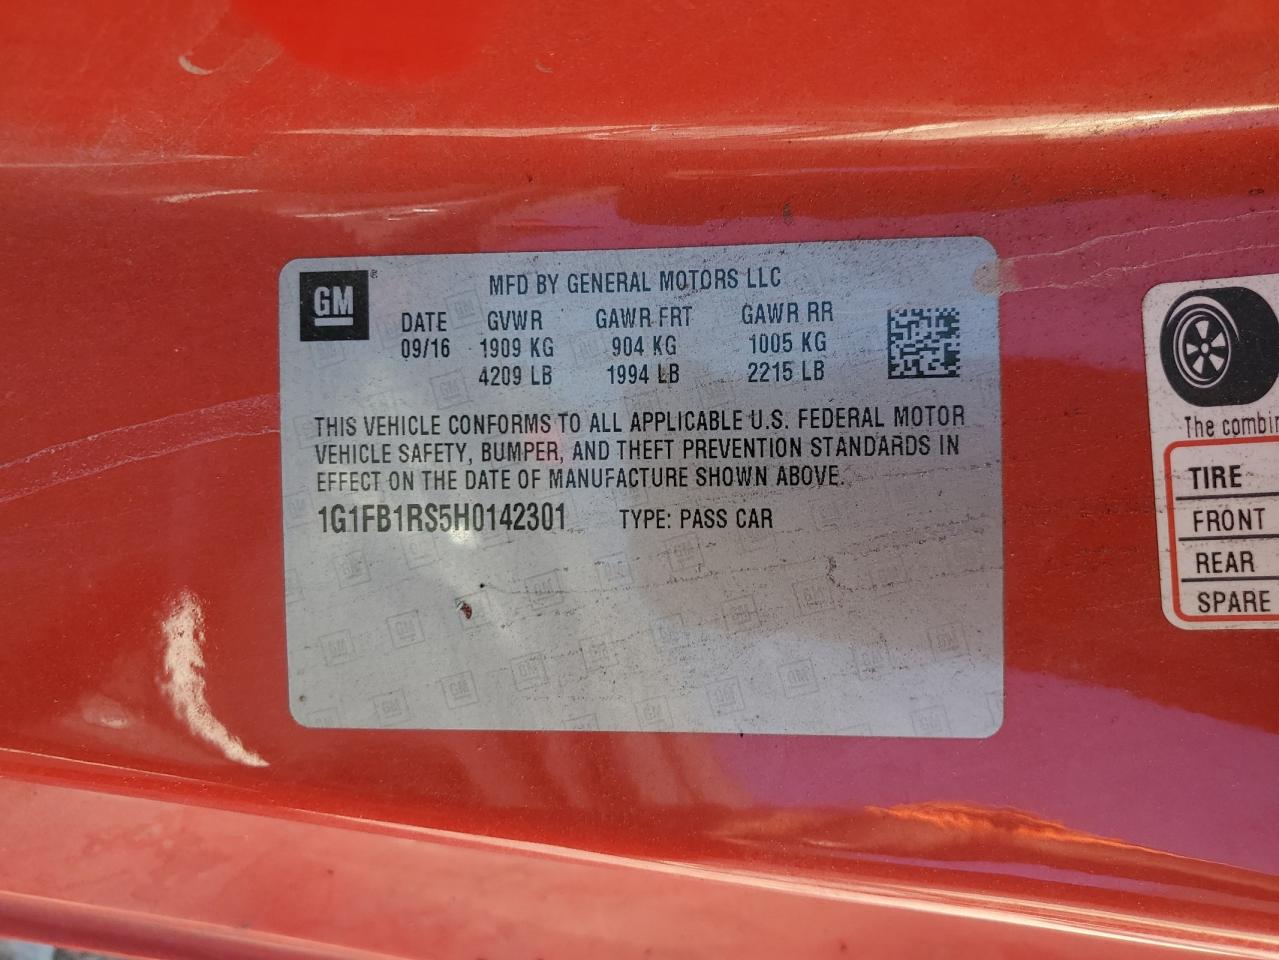 GM
MFD BY GENERAL MOTORS LLC
DATE GVWR GAWR FRT GAWR RR
09/16 1909 KG 904 KG 1005 KG
4209 LB 1994 LB 2215 LB
THIS VEHICLE CONFORMS TO ALL APPLICABLE U.S. FEDERAL MOTOR
VEHICLE SAFETY, BUMPER, AND THEFT PREVENTION STANDARDS IN
EFFECT ON THE DATE OF MANUFACTURE SHOWN ABOVE.
1G1FB1RS5H0142301 TYPE: PASS CAR
The combin
TIRE
FRONT
REAR
SPARE